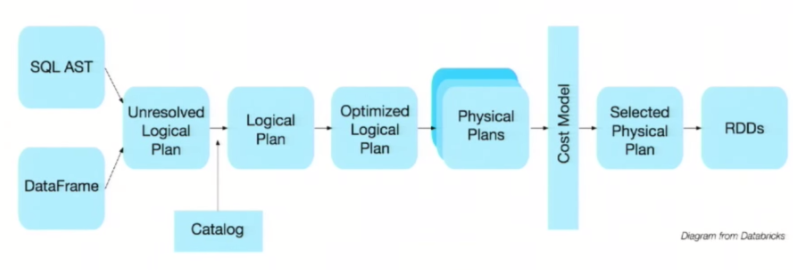 SQL AST
DataFrame
Unresolved
Logical
Plan
Catalog
Logical
Plan
Optimized
Logical
Plan
Physical
Plans
Cost Model
Selected
Physical
Plan
RDDs
Diagram from Databricks